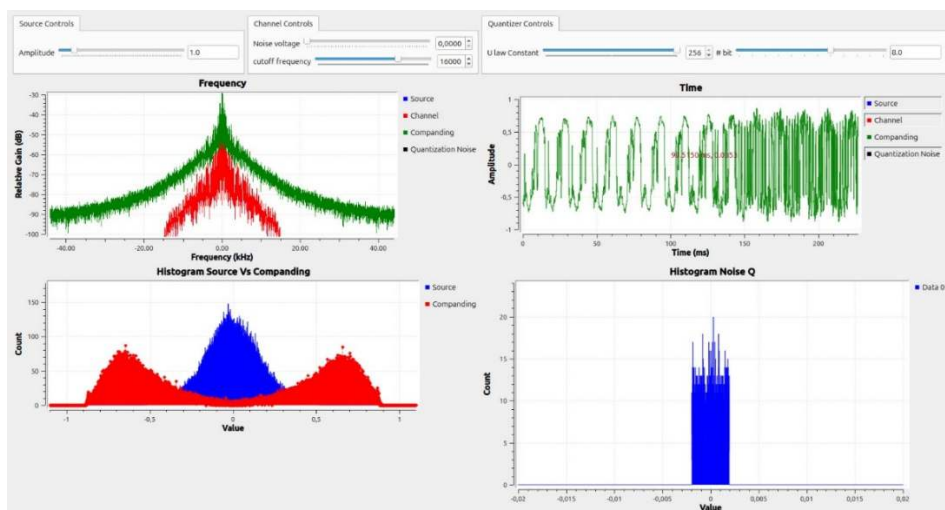 Source Controls
Amplitude
1.0
Channel Controls
Noise voltage
0,0000
cutoff frequency
16000
Quantizer Controls
U law Constant
256
# bit
8.0
Frequency
Relative Gain (dB)
-30
-40
-50
-60
-70
-80
-90
-100
-40.00
-20.00
0.00
20.00
40.00
Frequency (kHz)
Source
Channel
Companding
Quantization Noise
Time
Amplitude
1
0,5
0
-0,5
-1
0
50
100
150
200
Time (ms)
Source
Channel
Companding
Quantization Noise
Histogram Source Vs Companding
Count
150
100
50
0
-1
-0,5
0
0,5
1
Value
Source
Companding
Histogram Noise Q
Count
20
15
10
5
0
-0,02
-0,015
-0,01
-0,005
0
0,005
0,01
0,015
0,02
Value
Data 0